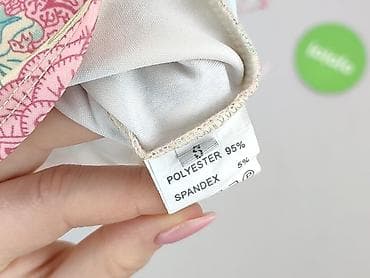 S
POLYESTER 95%
SPANDEX 5%
P